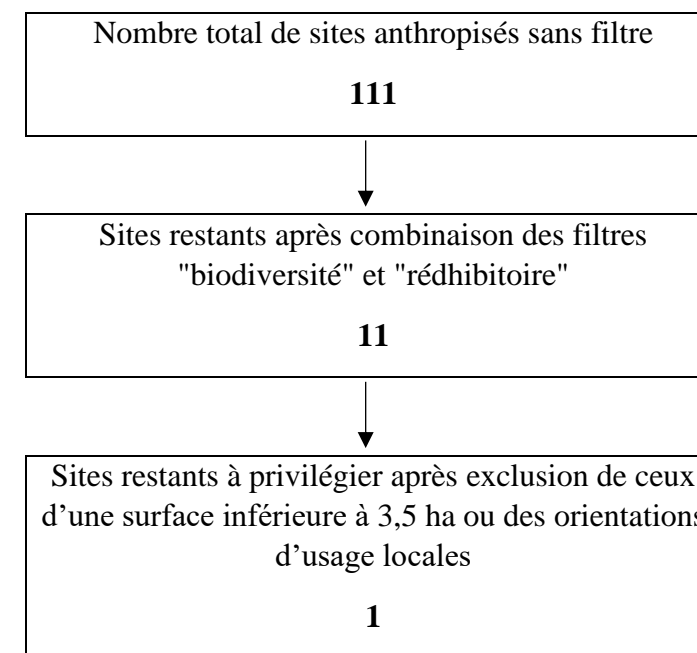 Nombre total de sites anthropisés sans filtre
111
Sites restants après combinaison des filtres
"biodiversité" et "rédhibitoire"
11
Sites restants à privilégier après exclusion de ceux
d’une surface inférieure à 3,5 ha ou des orientations
d’usage locales
1